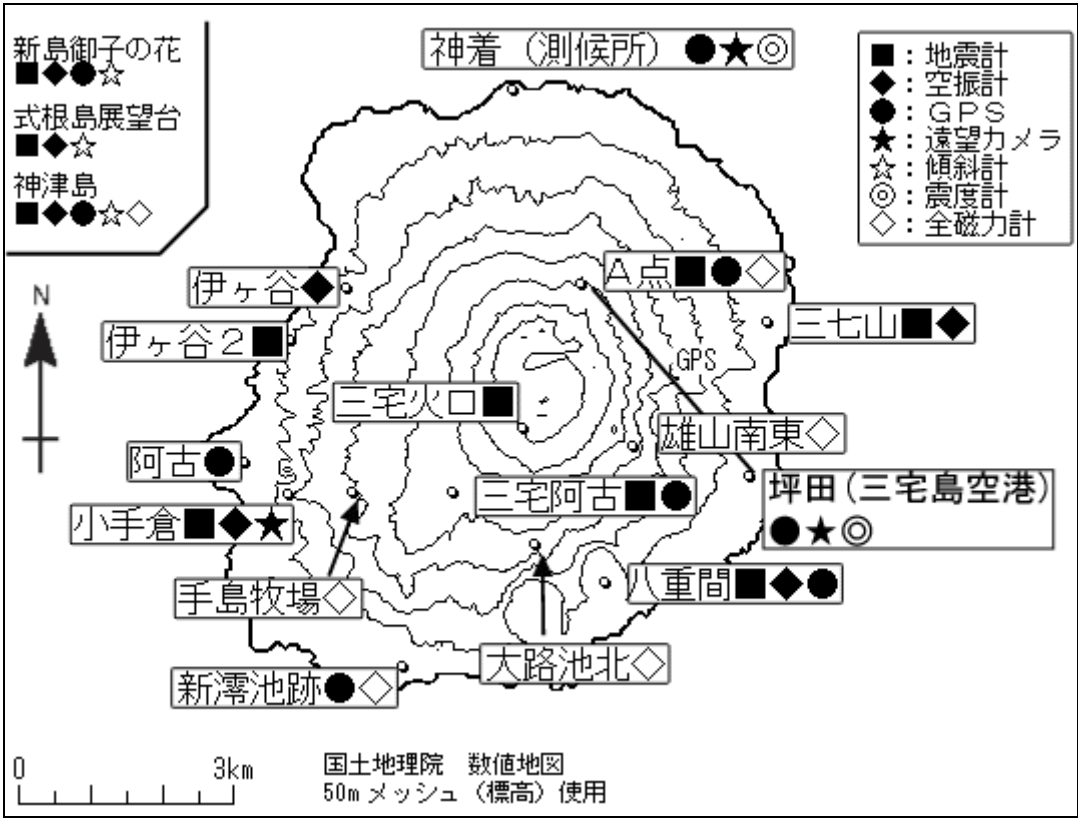 新島御子の花
■◆●☆
式根島展望台
■◆☆
神津島
■◆●☆◇
神着（測候所） ●★◎
■：地震計
◆：空振計
●：ＧＰＳ
★：遠望カメラ
☆：傾斜計
◎：震度計
◇：全磁力計
N
伊ヶ谷◆
Ａ点■●◇
伊ヶ谷２■
三七山■◆
GPS
三宅火口■
雄山南東◇
阿古●
三宅阿古■●
坪田（三宅島空港）
●★◎
小手倉■◆★
手島牧場◇
八重間■◆●
大路池北◇
新澪池跡●◇
0 3km
国土地理院 数値地図
50m メッシュ（標高）使用